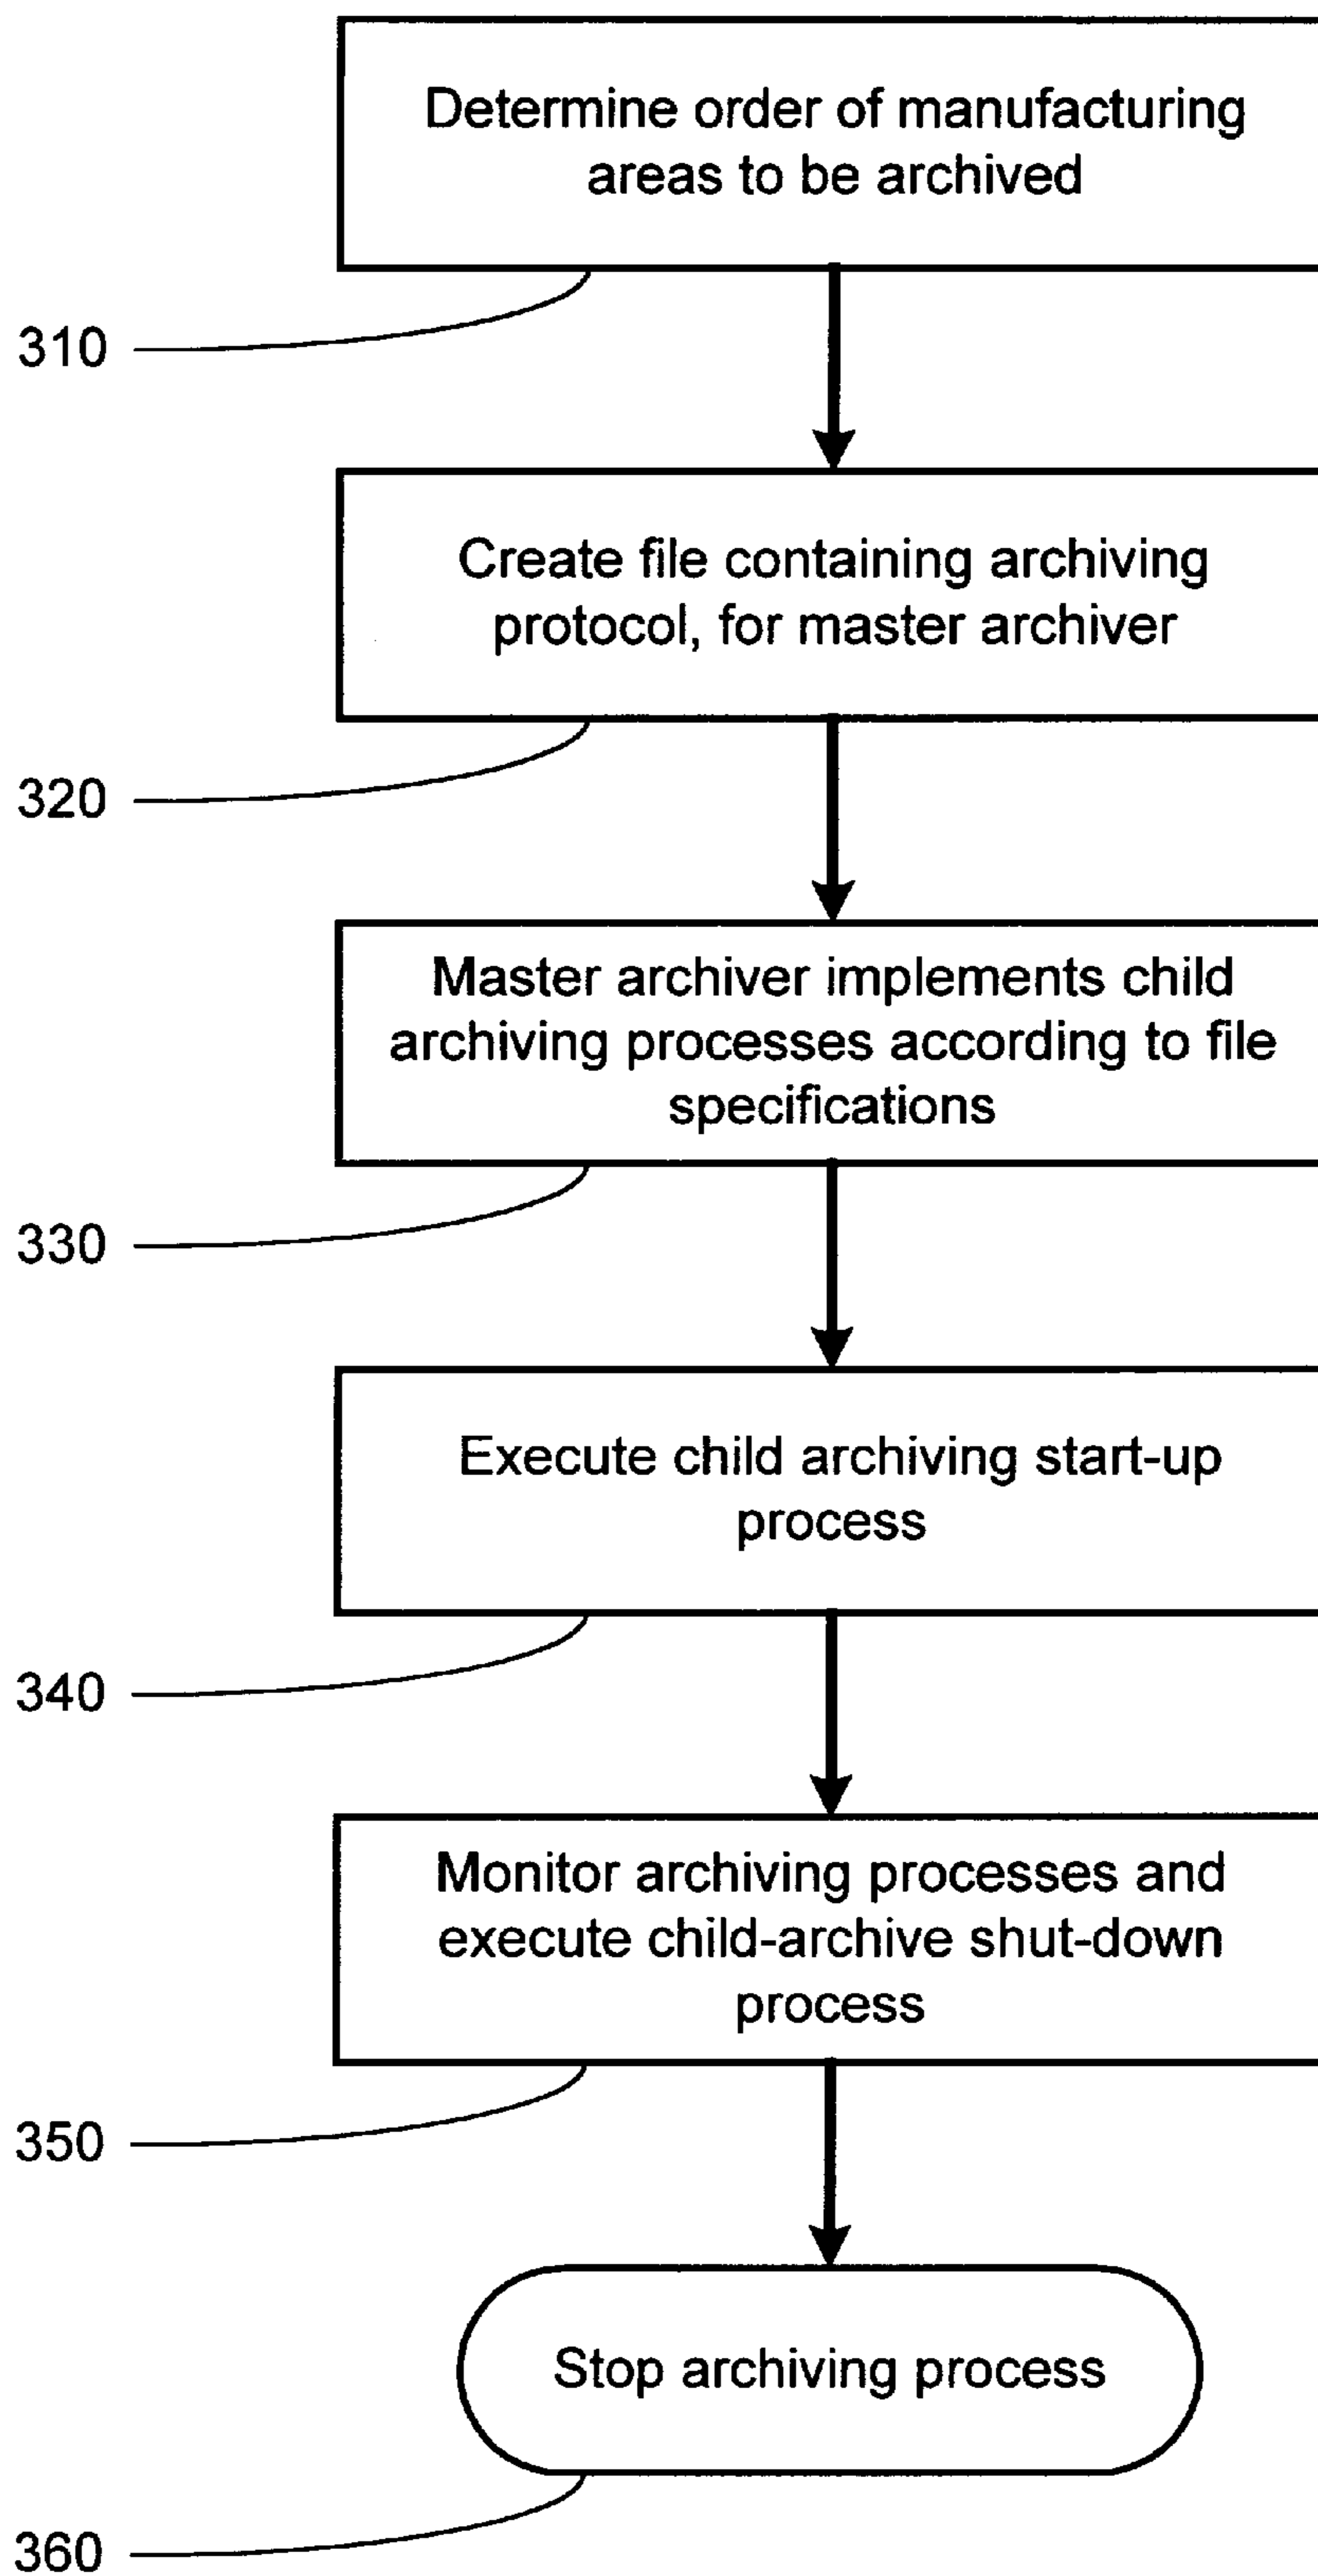 Determine order of manufacturing
areas to be archived
310
Create file containing archiving
protocol, for master archiver
320
Master archiver implements child
archiving processes according to file
specifications
330
Execute child archiving start-up
process
340
Monitor archiving processes and
execute child-archive shut-down
process
350
Stop archiving process
360